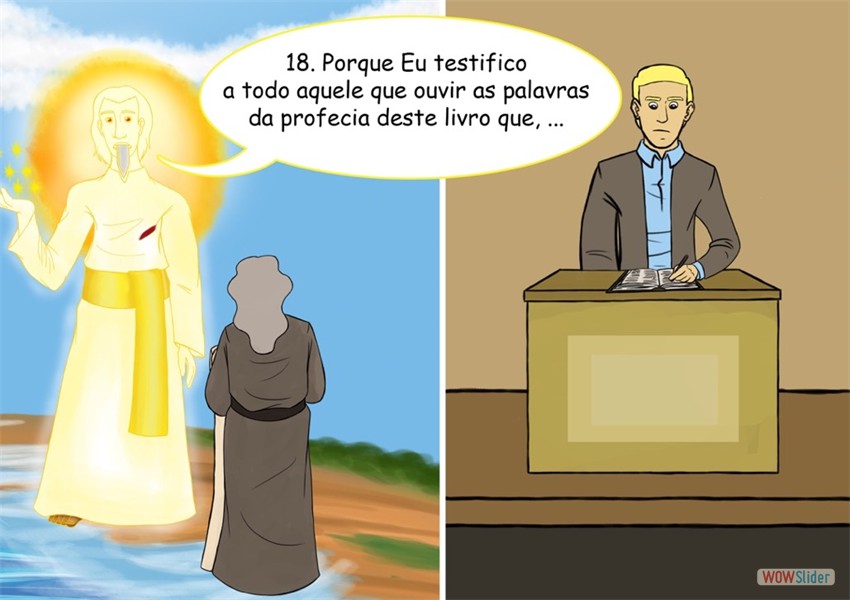 18. Porque Eu testifico
a todo aquele que ouvir as palavras
da profecia deste livro que, ...
WOWSlider